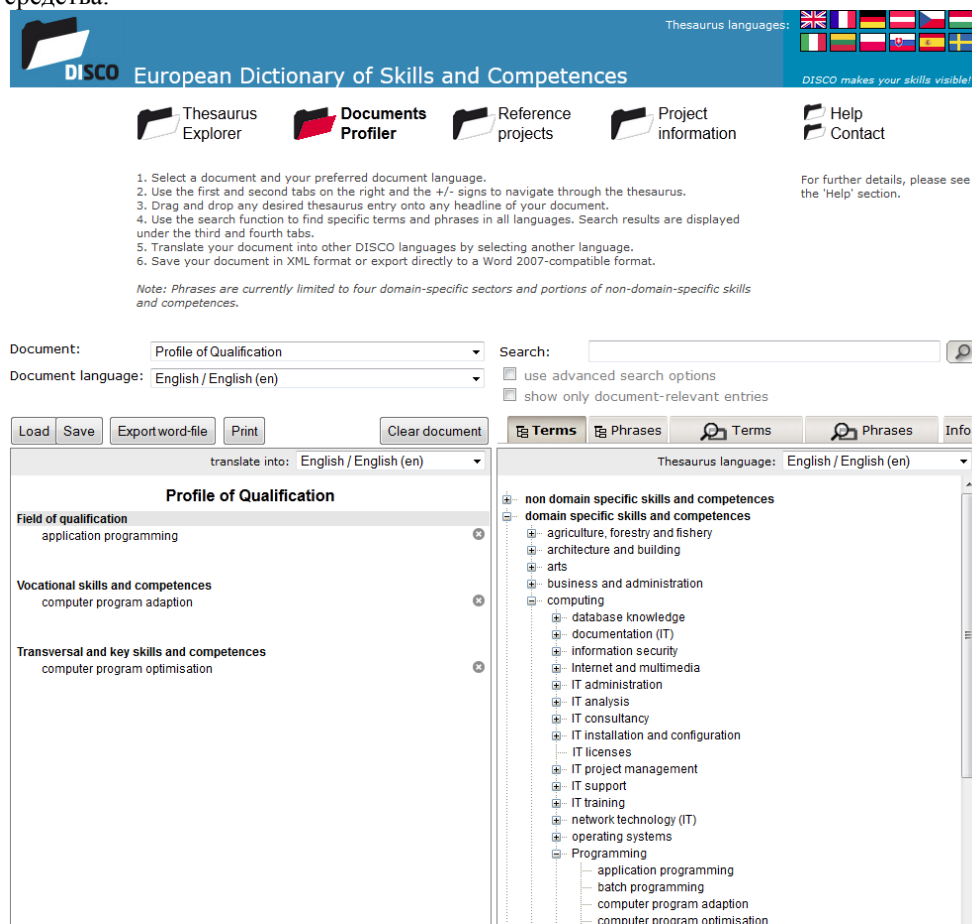 Thesaurus languages:
DISCO European Dictionary of Skills and Competences
DISCO makes your skills visible!
Thesaurus Explorer
Documents Profiler
Reference projects
Project information
Help
Contact
1. Select a document and your preferred document language.
2. Use the first and second tabs on the right and the +/- signs to navigate through the thesaurus.
3. Drag and drop any desired thesaurus entry onto any headline of your document.
4. Use the search function to find specific terms and phrases in all languages. Search results are displayed
under the third and fourth tabs.
5. Translate your document into other DISCO languages by selecting another language.
6. Save your document in XML format or export directly to a Word 2007-compatible format.
Note: Phrases are currently limited to four domain-specific sectors and portions of non-domain-specific skills
and competences.
For further details, please see
the 'Help' section.
Document: Profile of Qualification
Document language: English / English (en)
Search:
use advanced search options
show only document-relevant entries
Load Save Export word-file Print Clear document
translate into: English / English (en)
Profile of Qualification
Field of qualification
application programming
Vocational skills and competences
computer program adaption
Transversal and key skills and competences
computer program optimisation
Terms Phrases Terms Phrases Info
Thesaurus language: English / English (en)
non domain specific skills and competences
domain specific skills and competences
agriculture, forestry and fishery
architecture and building
arts
business and administration
computing
database knowledge
documentation (IT)
information security
Internet and multimedia
IT administration
IT analysis
IT consultancy
IT installation and configuration
IT licenses
IT project management
IT support
IT training
network technology (IT)
operating systems
Programming
application programming
batch programming
computer program adaption
computer program optimisation